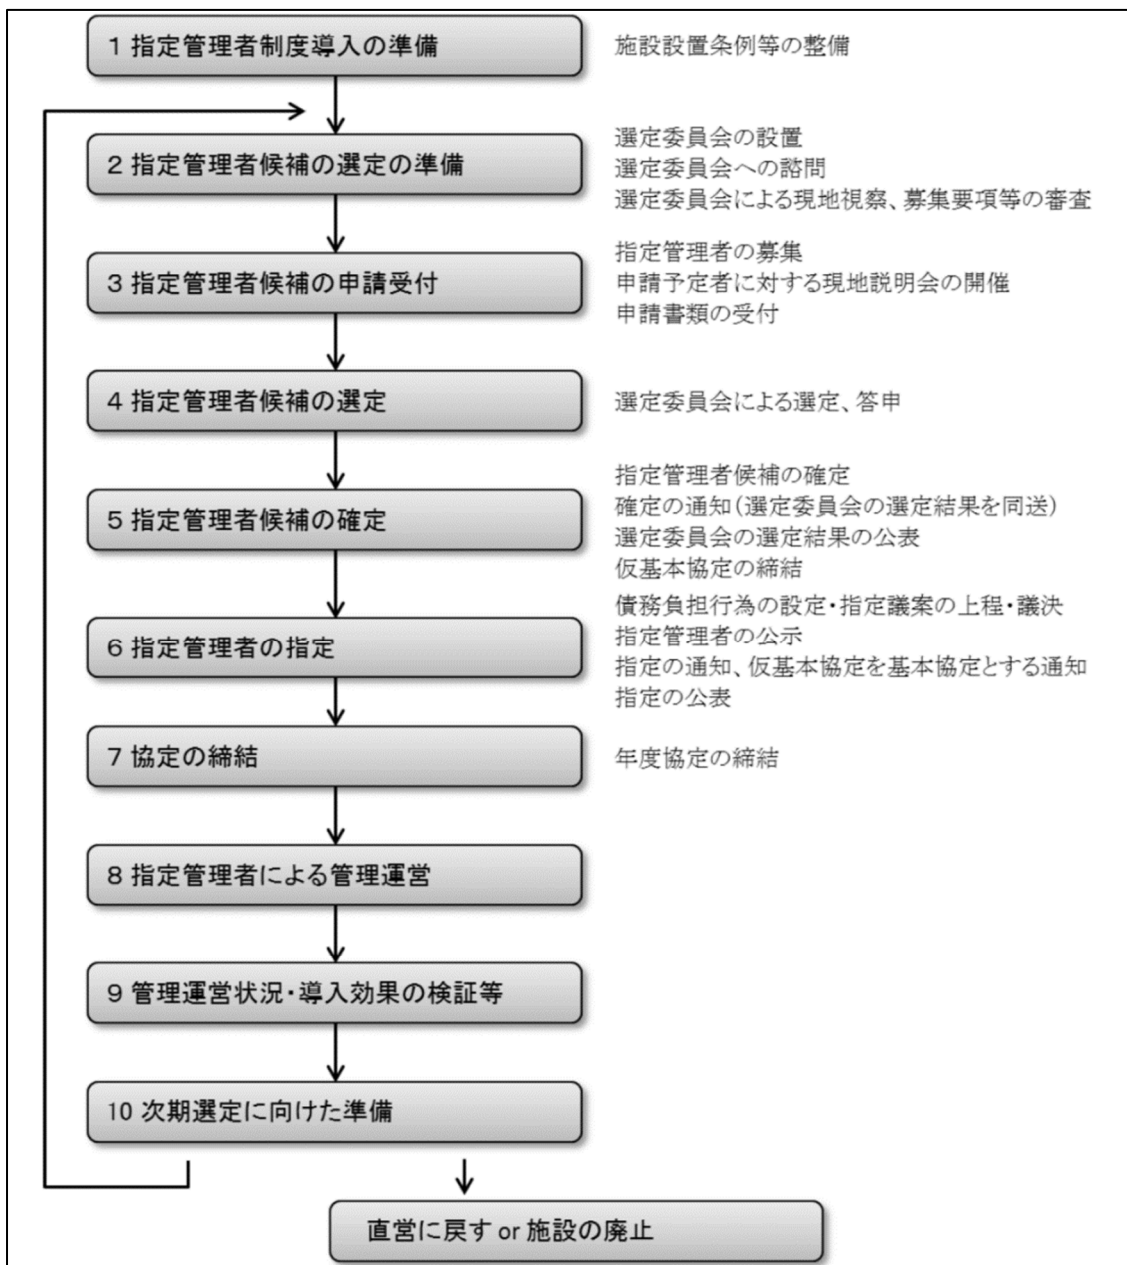 1 指定管理者制度導入の準備
施設設置条例等の整備
2 指定管理者候補の選定の準備
選定委員会の設置
選定委員会への諮問
選定委員会による現地視察、募集要項等の審査
3 指定管理者候補の申請受付
指定管理者の募集
申請予定者に対する現地説明会の開催
申請書類の受付
4 指定管理者候補の選定
選定委員会による選定、答申
5 指定管理者候補の確定
指定管理者候補の確定
確定の通知(選定委員会の選定結果を同送)
選定委員会の選定結果の公表
仮基本協定の締結
6 指定管理者の指定
債務負担行為の設定・指定議案の上程・議決
指定管理者の公示
指定の通知、仮基本協定を基本協定とする通知
指定の公表
7 協定の締結
年度協定の締結
8 指定管理者による管理運営
9 管理運営状況・導入効果の検証等
10 次期選定に向けた準備
直営に戻す or 施設の廃止